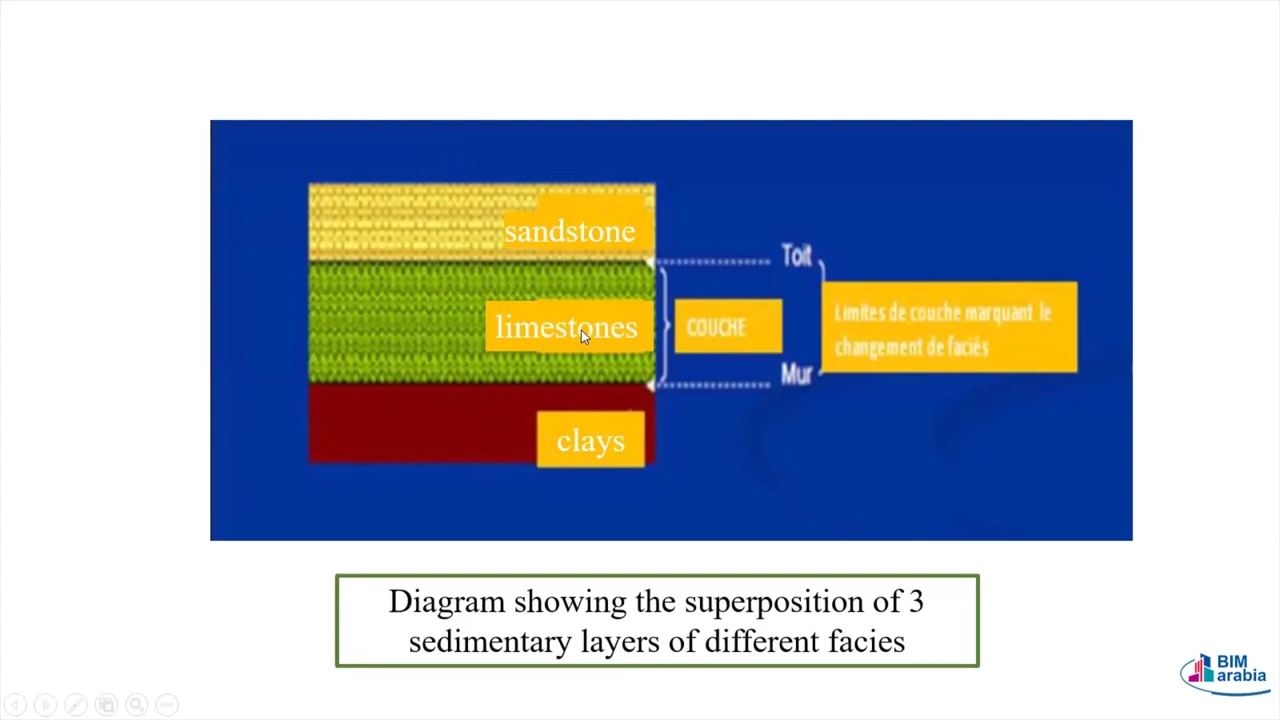 sandstone
Toit
limestones
COUCHE
Limites de couche marquant le
changement de faciès
Mur
clays
Diagram showing the superposition of 3
sedimentary layers of different facies
BIM
arabia